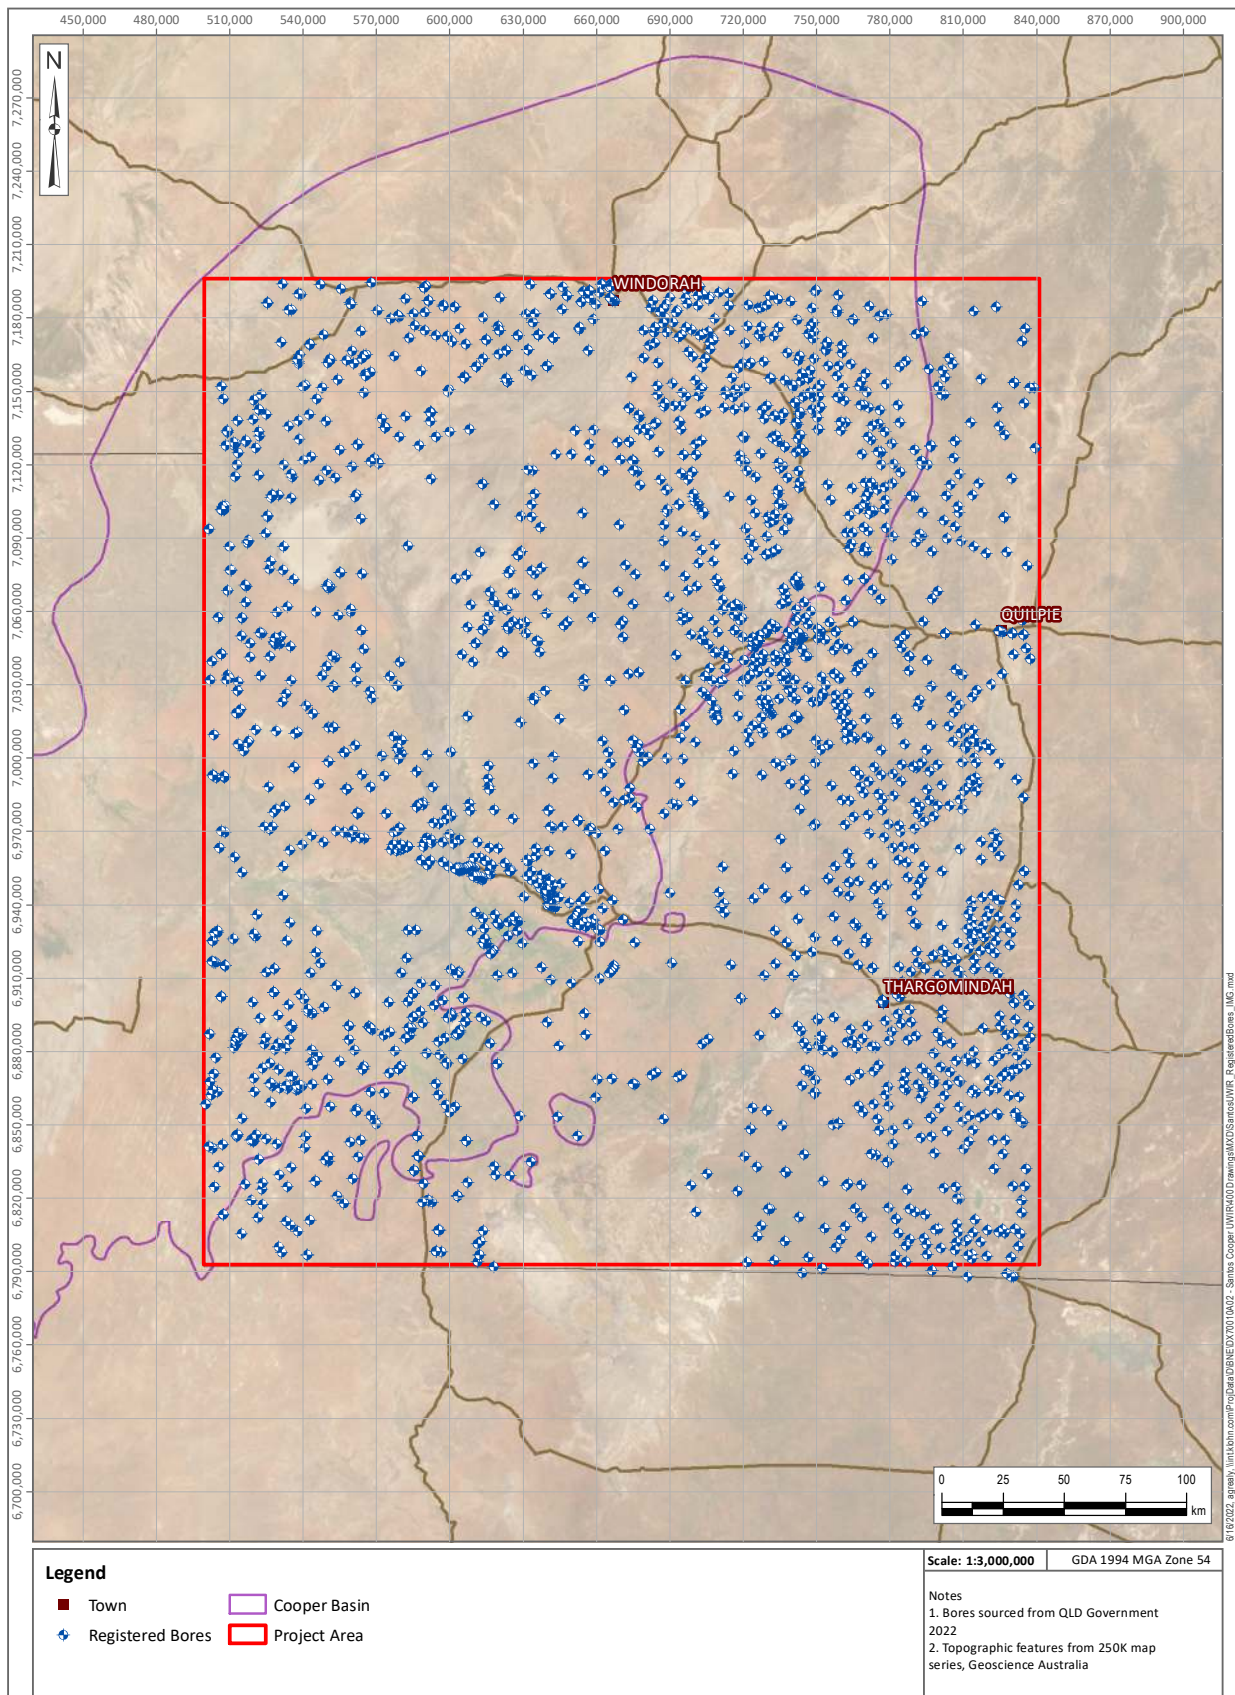 450,000 480,000 510,000 540,000 570,000 600,000 630,000 660,000 690,000 720,000 750,000 780,000 810,000 840,000 870,000 900,000
N
7,270,000
7,240,000
7,210,000
7,180,000
7,150,000
7,120,000
7,090,000
7,060,000
7,030,000
7,000,000
6,970,000
6,940,000
6,910,000
6,880,000
6,850,000
6,820,000
6,790,000
6,760,000
6,730,000
6,700,000
WINDORAH
QUILPIE
THARGOMINDAH
0 25 50 75 100
km
Legend
Town
Registered Bores
Cooper Basin
Project Area
Scale: 1:3,000,000 GDA 1994 MGA Zone 54
Notes
1. Bores sourced from QLD Government
2022
2. Topographic features from 250K map
series, Geoscience Australia